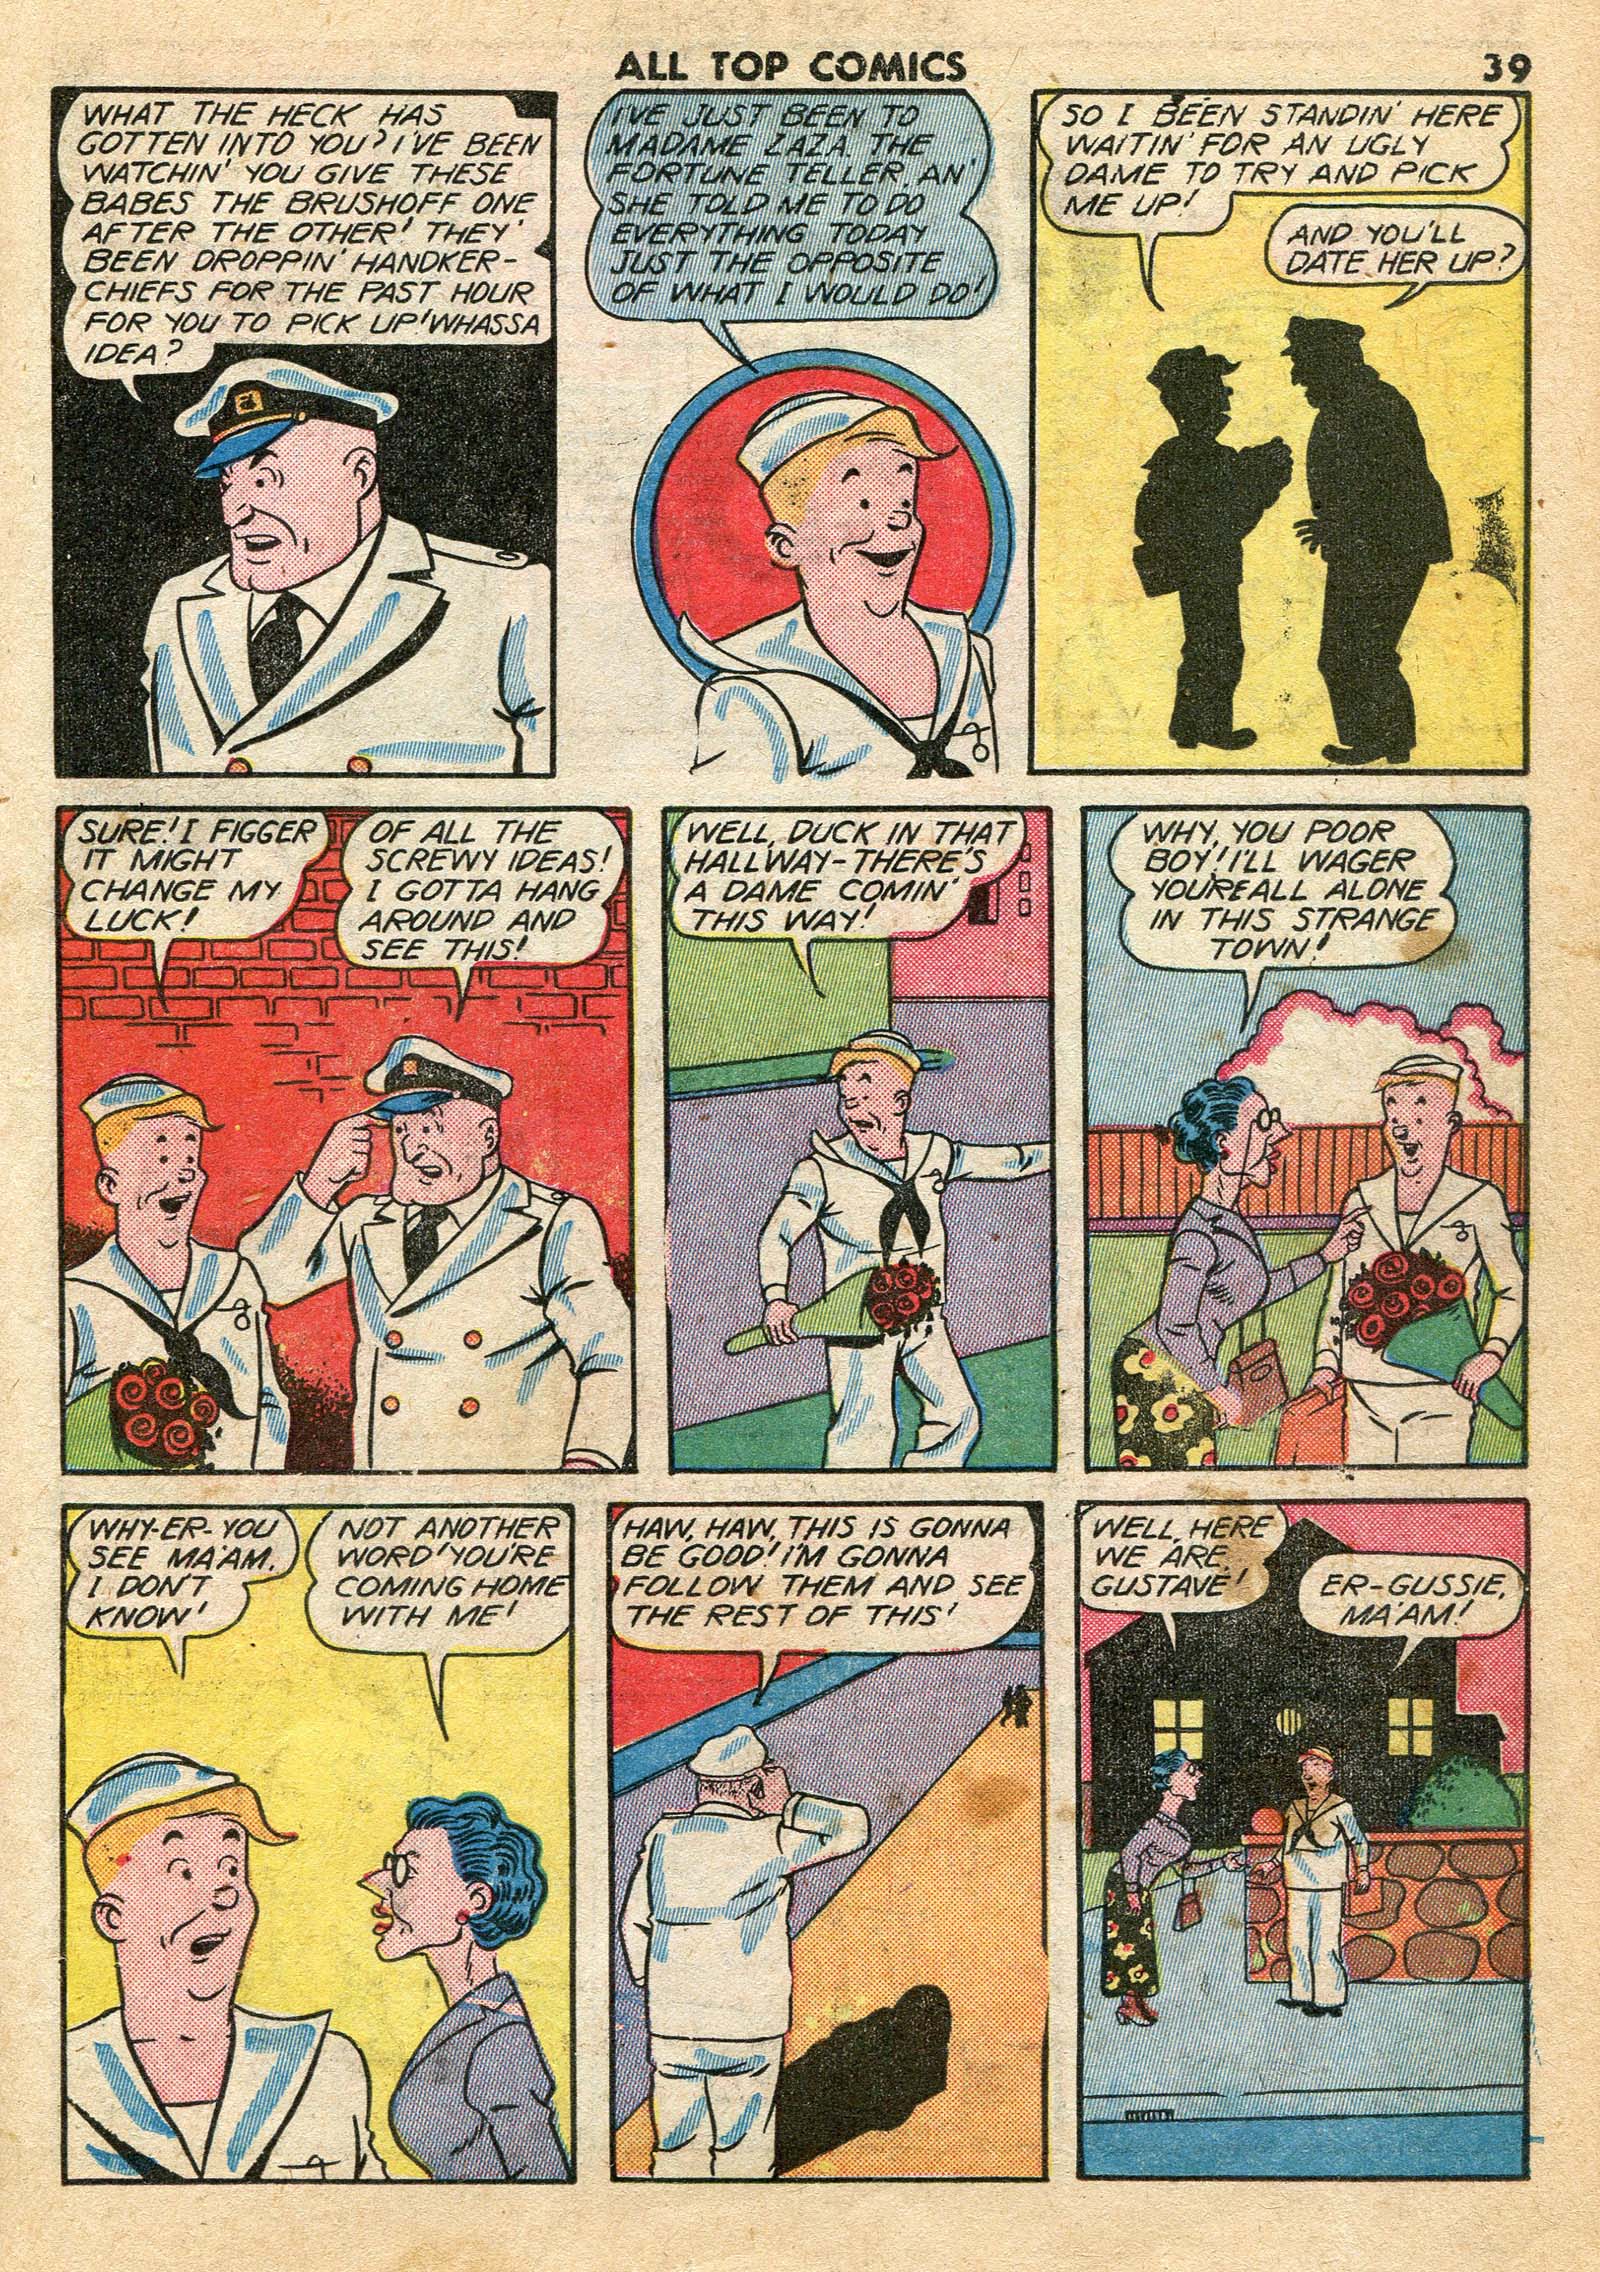 ALL TOP COMICS
39
WHAT THE HECK HAS
GOTTEN INTO YOU? I'VE BEEN
WATCHIN' YOU GIVE THESE
BABES THE BRUSHOFF ONE
AFTER THE OTHER! THEY'
BEEN DROPPIN' HANDKER-
CHIEFS FOR THE PAST HOUR
FOR YOU TO PICK UP! WHASSA
IDEA?
I'VE JUST BEEN TO
MADAME ZAZA, THE
FORTUNE TELLER, AN'
SHE TOLD ME TO DO
EVERYTHING TODAY
JUST THE OPPOSITE
OF WHAT I WOULD DO!
SO I BEEN STANDIN' HERE
WAITIN' FOR AN UGLY
DAME TO TRY AND PICK
ME UP!
AND YOU'LL
DATE HER UP?
SURE! I FIGGER
IT MIGHT
CHANGE MY
LUCK!
OF ALL THE
SCREWY IDEAS!
I GOTTA HANG
AROUND AND
SEE THIS!
WELL, DUCK IN THAT
HALLWAY-THERE'S
A DAME COMIN'
THIS WAY!
WHY, YOU POOR
BOY! I'LL WAGER
YOU'RE ALL ALONE
IN THIS STRANGE
TOWN!
WHY-ER-YOU
SEE MA'AM,
I DON'T
KNOW!
NOT ANOTHER
WORD! YOU'RE
COMING HOME
WITH ME!
HAW, HAW, THIS IS GONNA
BE GOOD! I'M GONNA
FOLLOW THEM AND SEE
THE REST OF THIS!
WELL, HERE
WE ARE,
GUSTAVE!
ER-GUSSIE,
MA'AM!